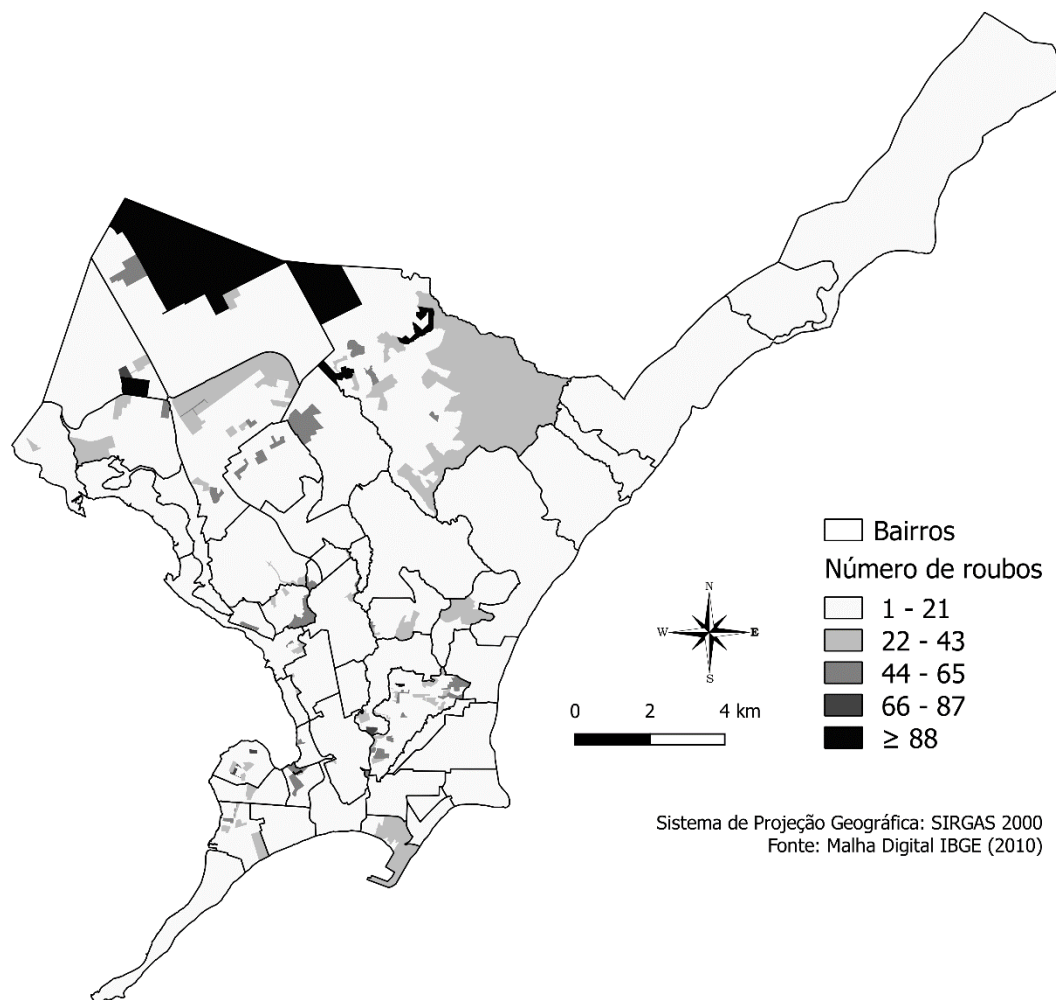 Bairros
Número de roubos
1 - 21
22 - 43
44 - 65
66 - 87
≥ 88
N
W
E
S
0 2 4 km
Sistema de Projeção Geográfica: SIRGAS 2000
Fonte: Malha Digital IBGE (2010)